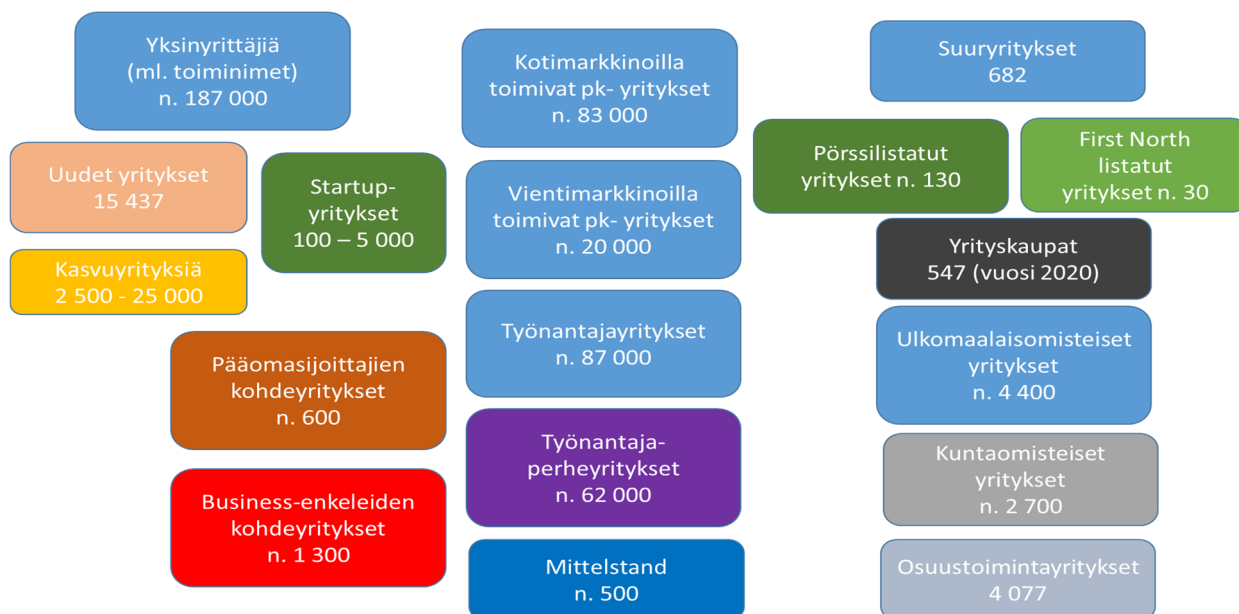 Yksinyrittäjiä
(ml. toiminimet)
n. 187 000
Uudet yritykset
15 437
Startup-
yritykset
100 – 5 000
Kasvuyrityksiä
2 500 - 25 000
Pääomasijoittajien
kohdeyritykset
n. 600
Business-enkeleiden
kohdeyritykset
n. 1 300
Kotimarkkinoilla
toimivat pk- yritykset
n. 83 000
Vientimarkkinoilla
toimivat pk- yritykset
n. 20 000
Työnantajayritykset
n. 87 000
Työnantaja-
perheyritykset
n. 62 000
Mittelstand
n. 500
Suuryritykset
682
Pörssilistatut
yritykset n. 130
First North
listatut
yritykset n. 30
Yrityskaupat
547 (vuosi 2020)
Ulkomaalaisomisteiset
yritykset
n. 4 400
Kuntaomisteiset
yritykset
n. 2 700
Osuustoimintayritykset
4 077